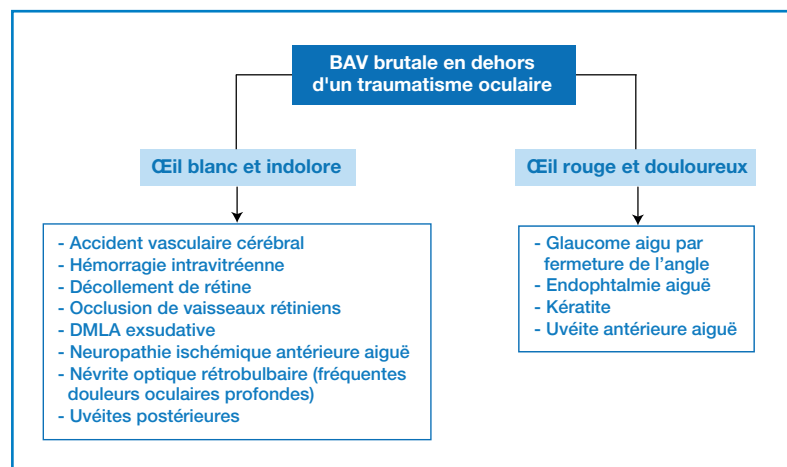 BAV brutale en dehors
d'un traumatisme oculaire
Œil blanc et indolore
- Accident vasculaire cérébral
- Hémorragie intravitréenne
- Décollement de rétine
- Occlusion de vaisseaux rétiniens
- DMLA exsudative
- Neuropathie ischémique antérieure aiguë
- Névrite optique rétrobulbaire (fréquentes
douleurs oculaires profondes)
- Uvéites postérieures
Œil rouge et douloureux
- Glaucome aigu par
fermeture de l’angle
- Endophtalmie aiguë
- Kératite
- Uvéite antérieure aiguë